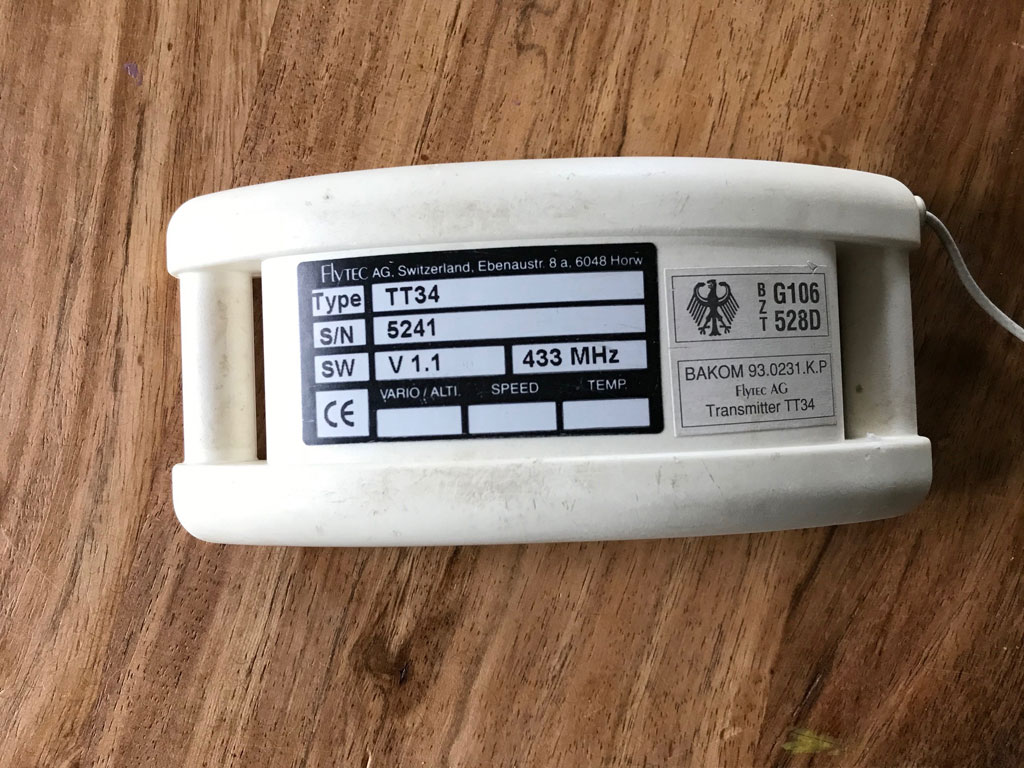 Flytec AG, Switzerland, Ebenaustr. 8 a, 6048 Horw
Type TT34
S/N 5241
SW V 1.1 433 MHz
CE VARIO / ALTI. SPEED TEMP.
BZT G106 528D
BAKOM 93.0231.K.P
Flytec AG
Transmitter TT34